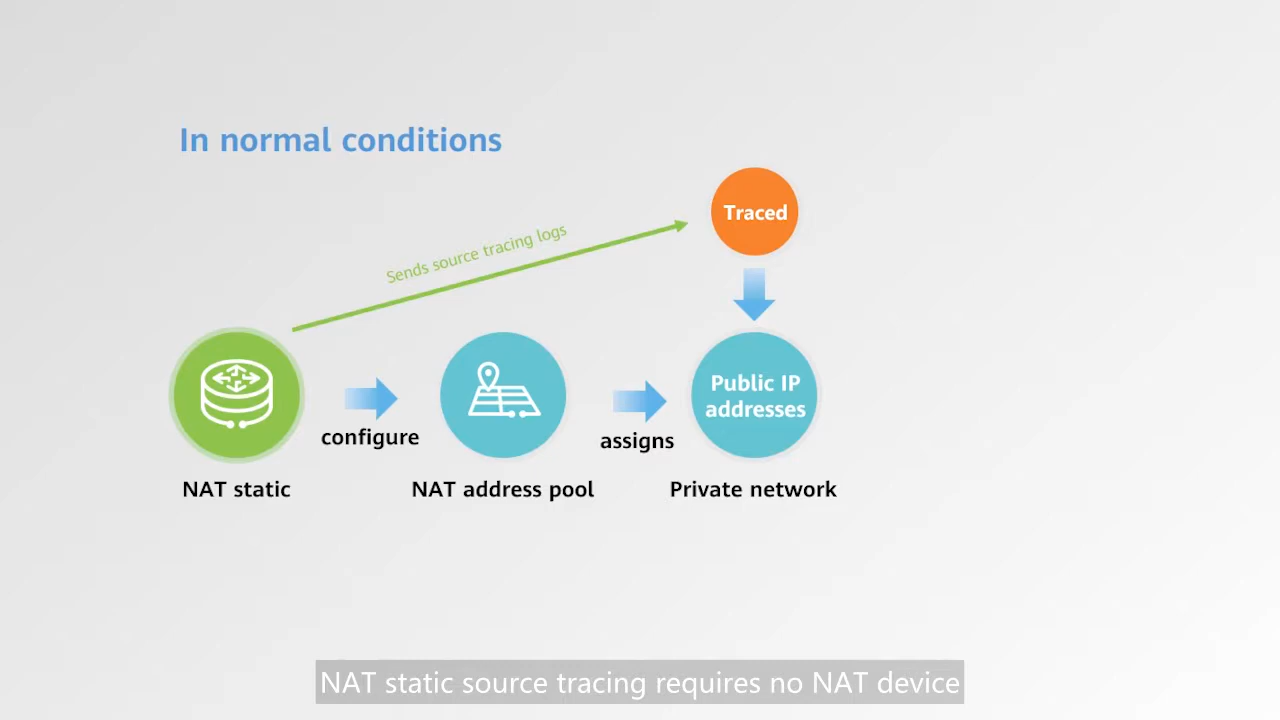 In normal conditions
Traced
Sends source tracing logs
Public IP
addresses
configure
assigns
NAT static
NAT address pool
Private network
NAT static source tracing requires no NAT device